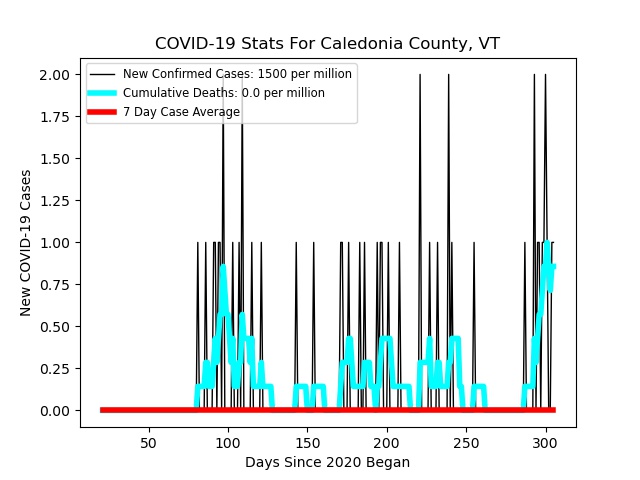 COVID-19 Stats For Caledonia County, VT
New Confirmed Cases: 1500 per million
Cumulative Deaths: 0.0 per million
7 Day Case Average
New COVID-19 Cases
2.00
1.75
1.50
1.25
1.00
0.75
0.50
0.25
0.00
50 100 150 200 250 300
Days Since 2020 Began